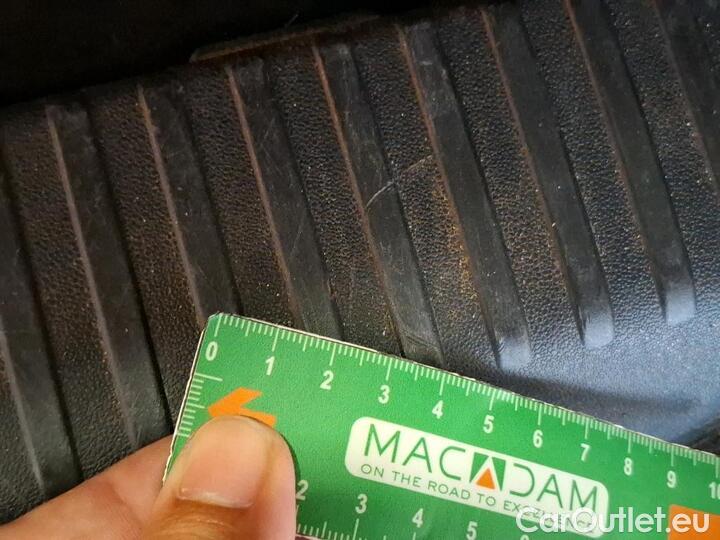 0 1 2 3 4 5 6 7 8 9 10
MACADAM
ON THE ROAD TO EX
2 3 4 5 6
CarOutlet.eu